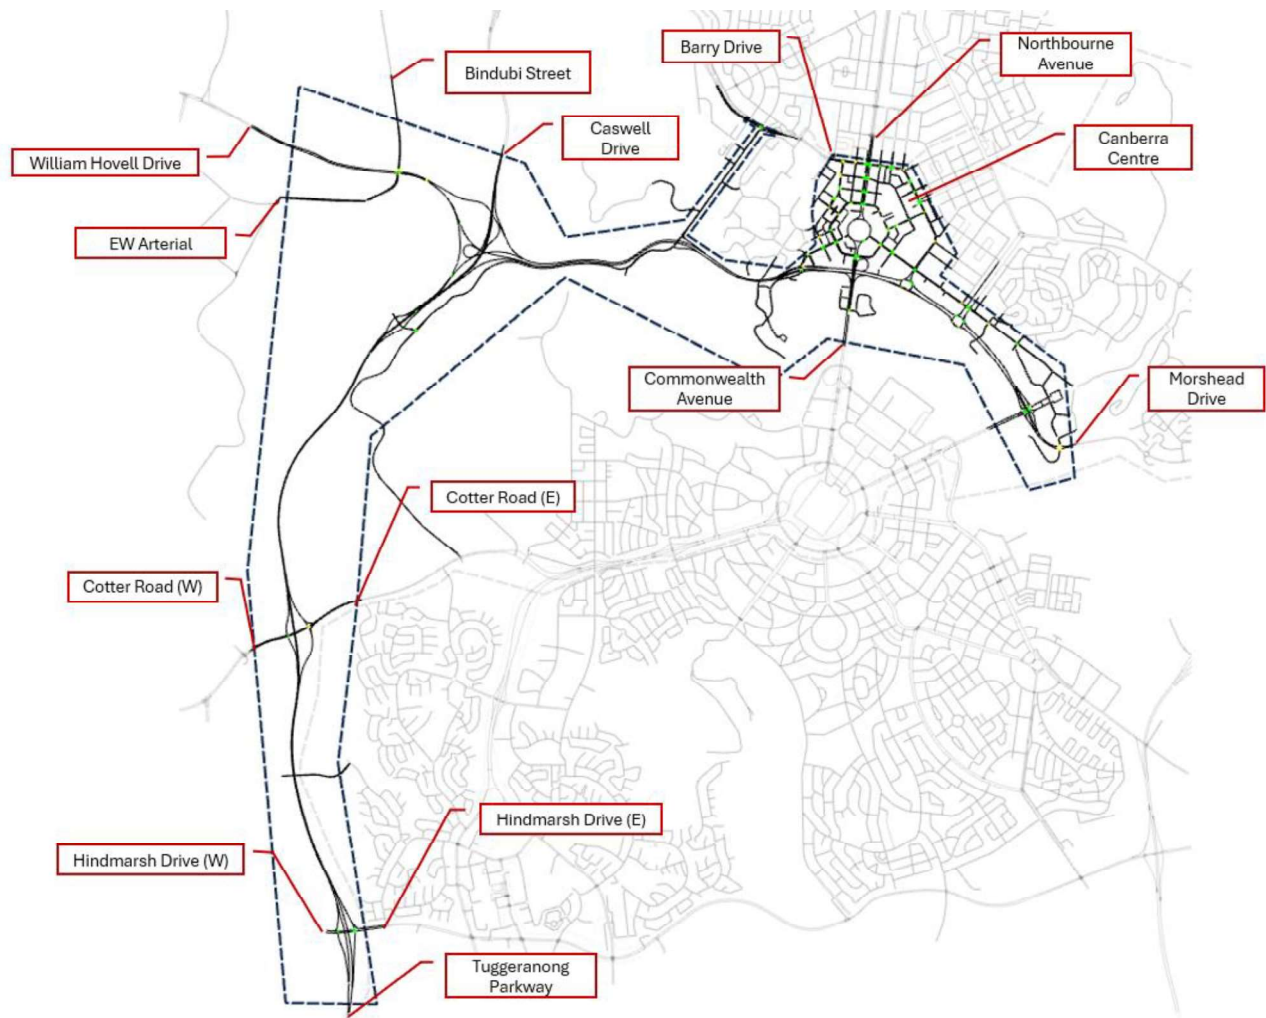 Barry Drive
Northbourne
Avenue
Bindubi Street
Caswell
Drive
Canberra
Centre
William Hovell Drive
EW Arterial
Commonwealth
Avenue
Morshead
Drive
Cotter Road (E)
Cotter Road (W)
Hindmarsh Drive (E)
Hindmarsh Drive (W)
Tuggeranong
Parkway